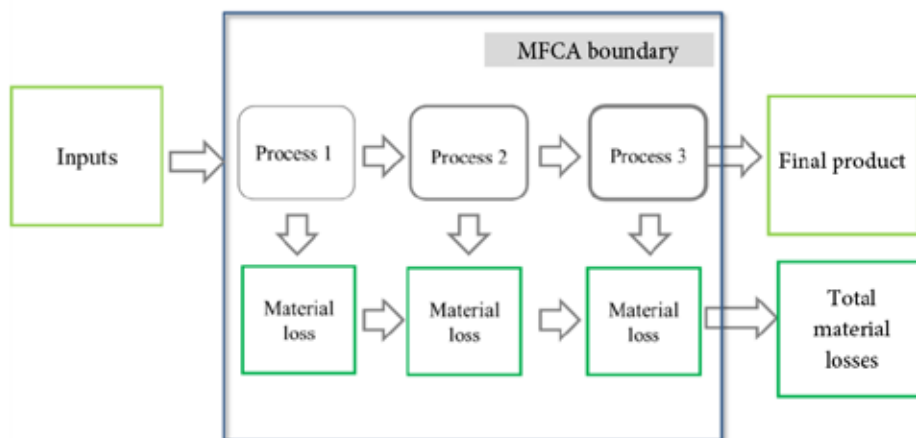 MFCA boundary
Inputs
Process 1
Process 2
Process 3
Final product
Material
loss
Material
loss
Material
loss
Total
material
losses